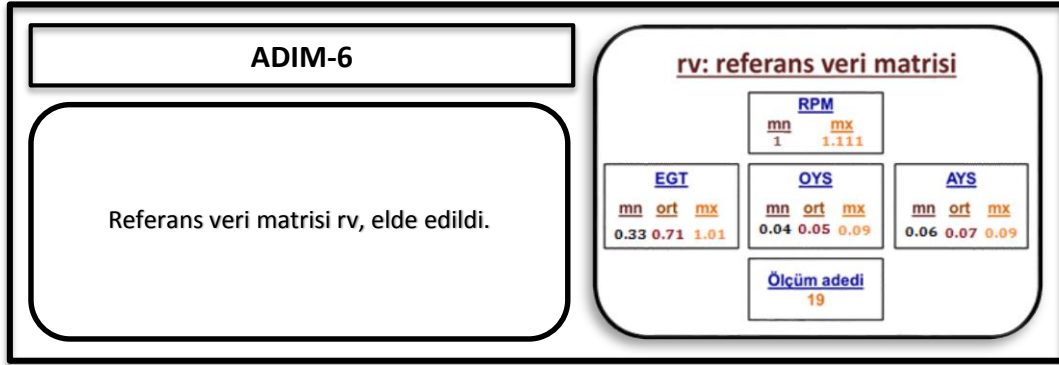 ADIM-6
Referans veri matrisi rv, elde edildi.
rv: referans veri matrisi
RPM
mn mx
1 1.111
EGT
mn ort mx
0.33 0.71 1.01
OYS
mn ort mx
0.04 0.05 0.09
AYS
mn ort mx
0.06 0.07 0.09
Ölçüm adedi
19